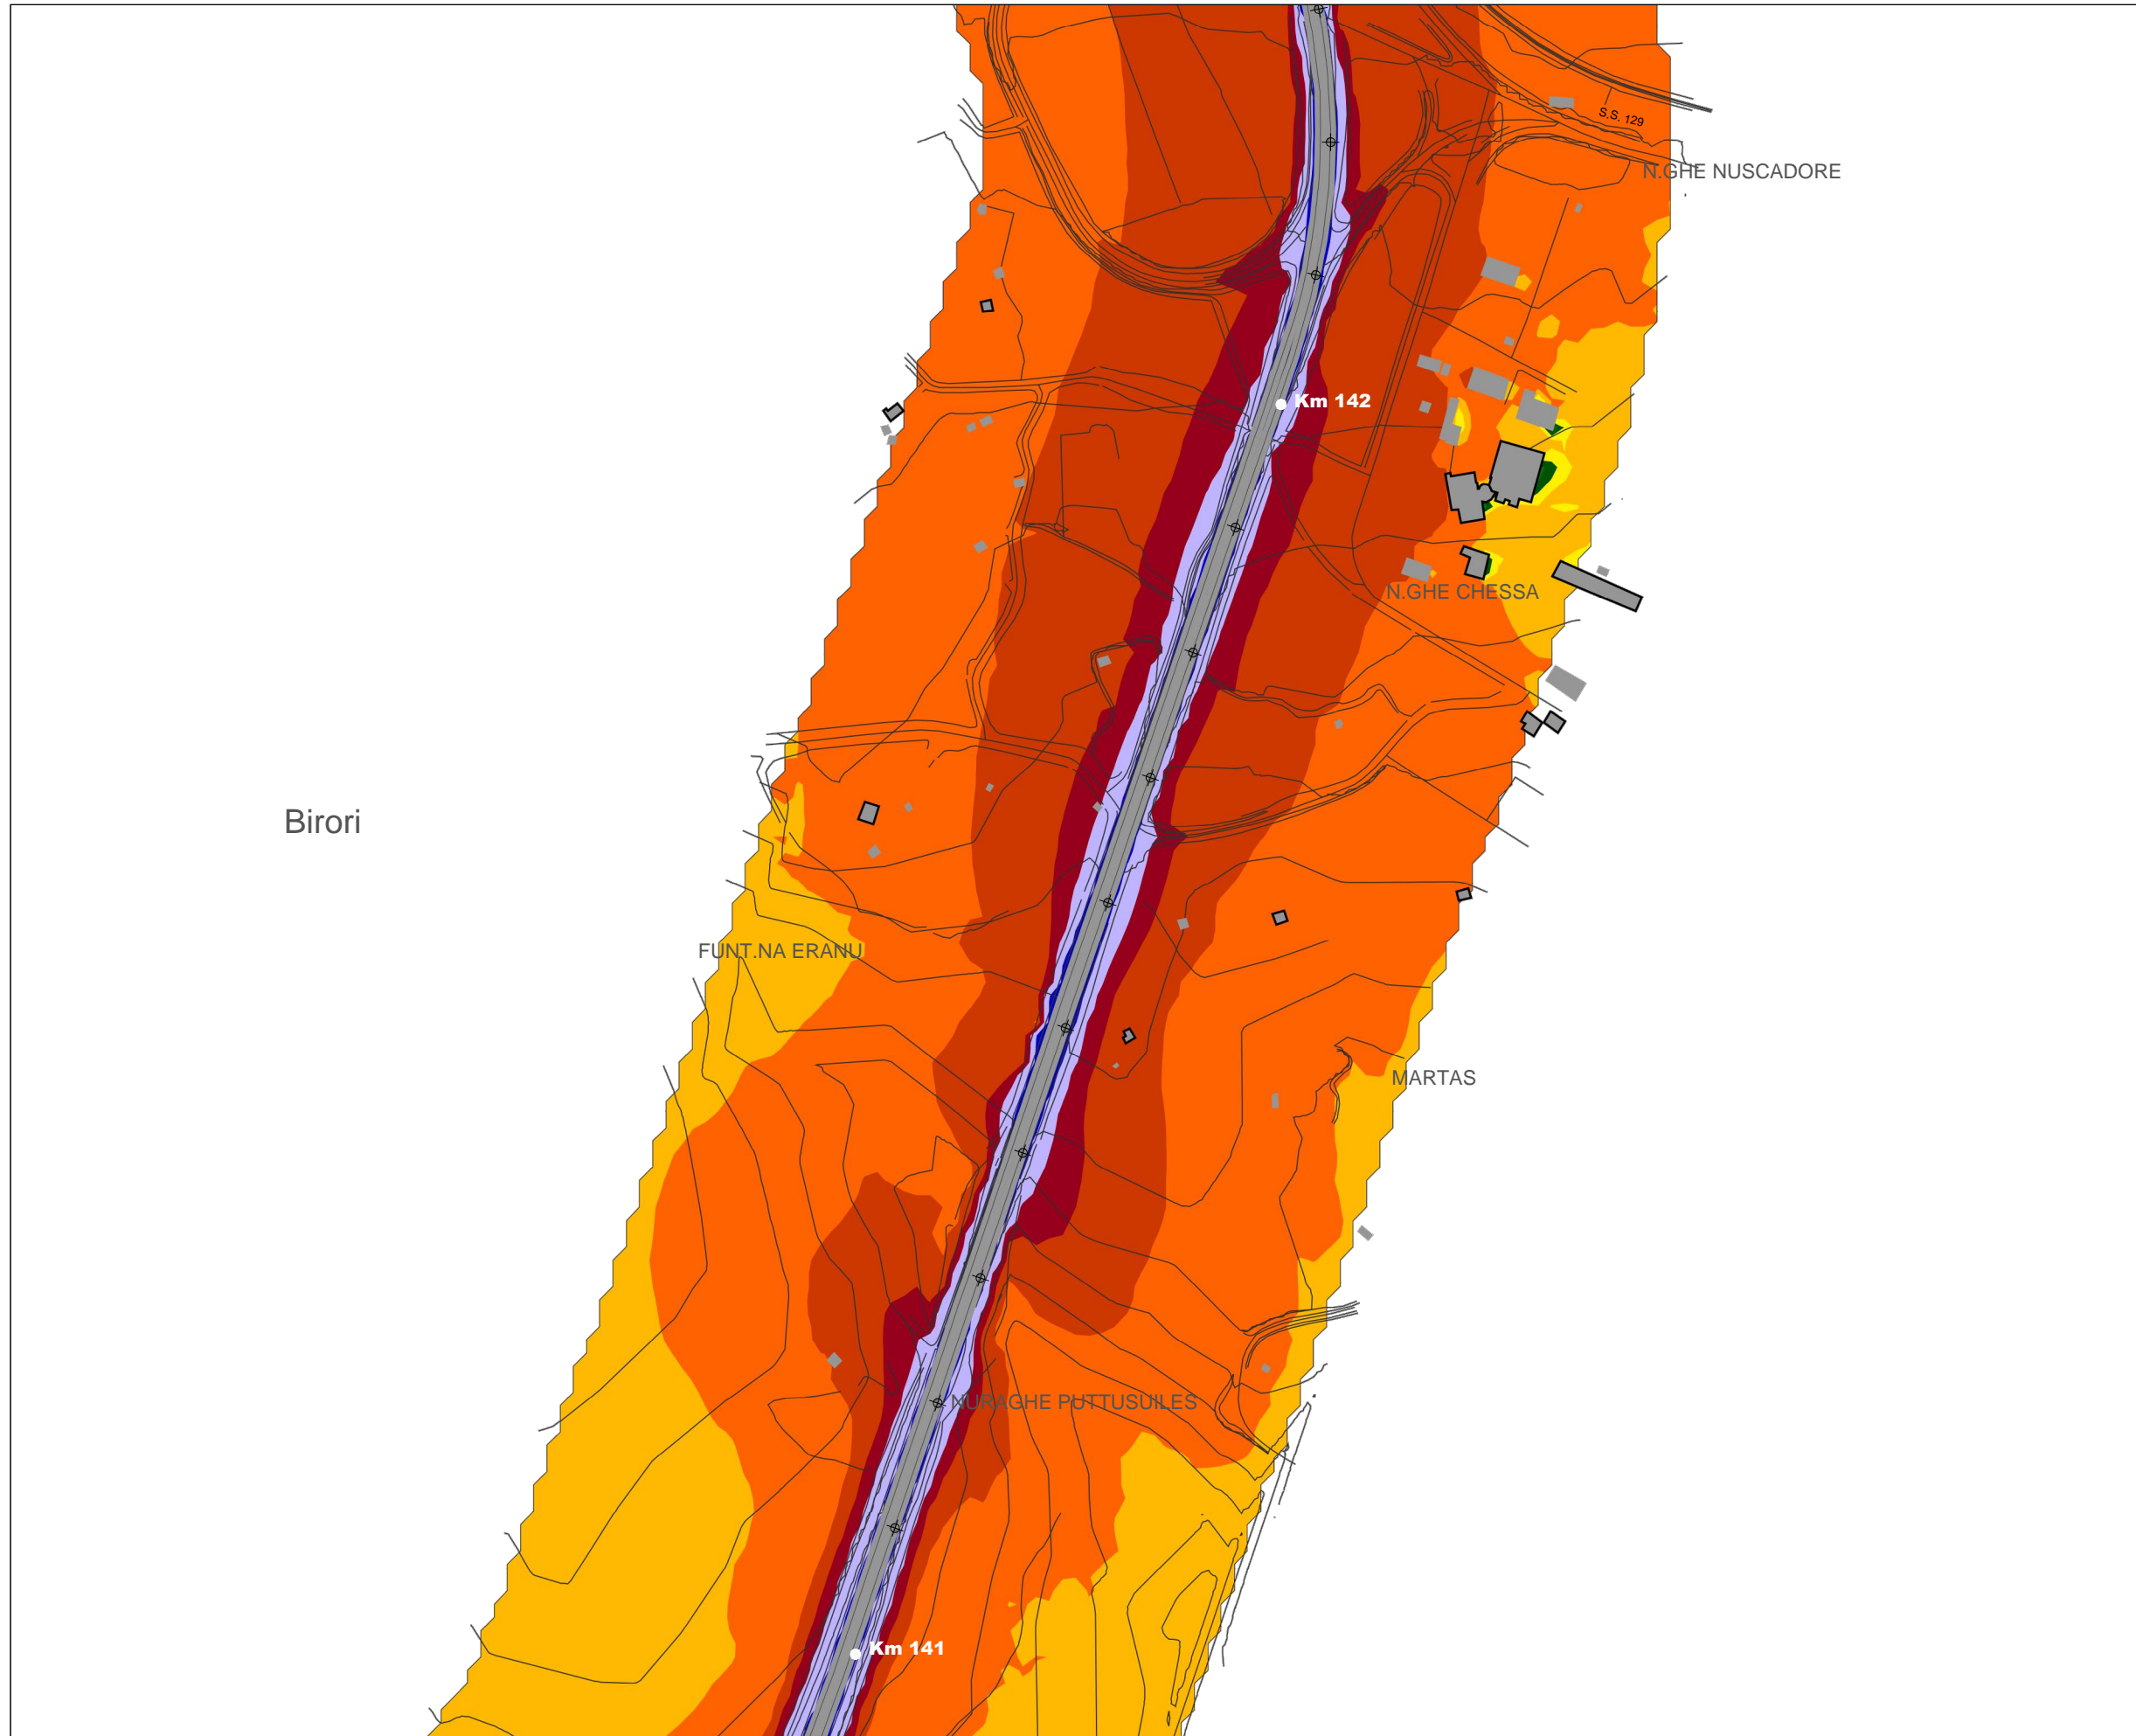 S.S. 129
N.GHE NUSCADORE
Km 142
N.GHE CHESSA
Birori
FUNT.NA ERANU
MARTAS
NURAGHE PUTTUSUILES
Km 141